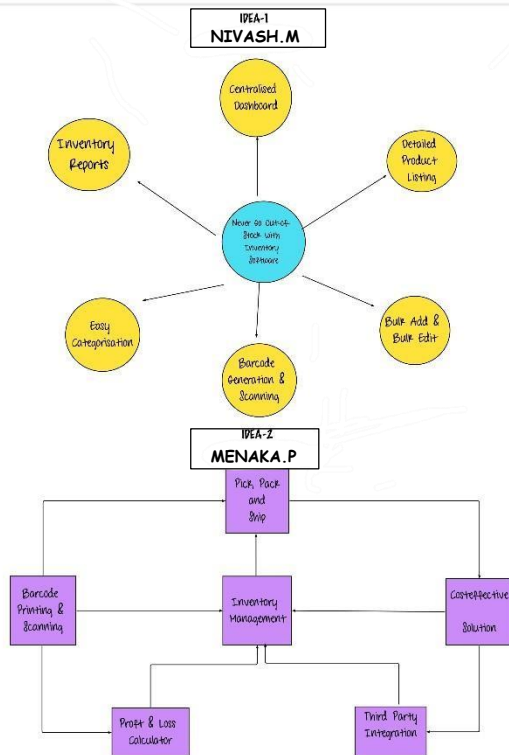 IDEA-1
NIVASH.M
Centralised
Dashboard
Inventory
Reports
Detailed
Product
Listing
Never Go Out-of-
Stock with
Inventory
Software
Easy
Categorisation
Bulk Add &
Bulk Edit
Barcode
Generation &
Scanning
IDEA-2
MENAKA.P
Pick, Pack
and
Ship
Barcode
Printing &
Scanning
Inventory
Management
Costeffective
Solution
Profit & Loss
Calculator
Third Party
Integration